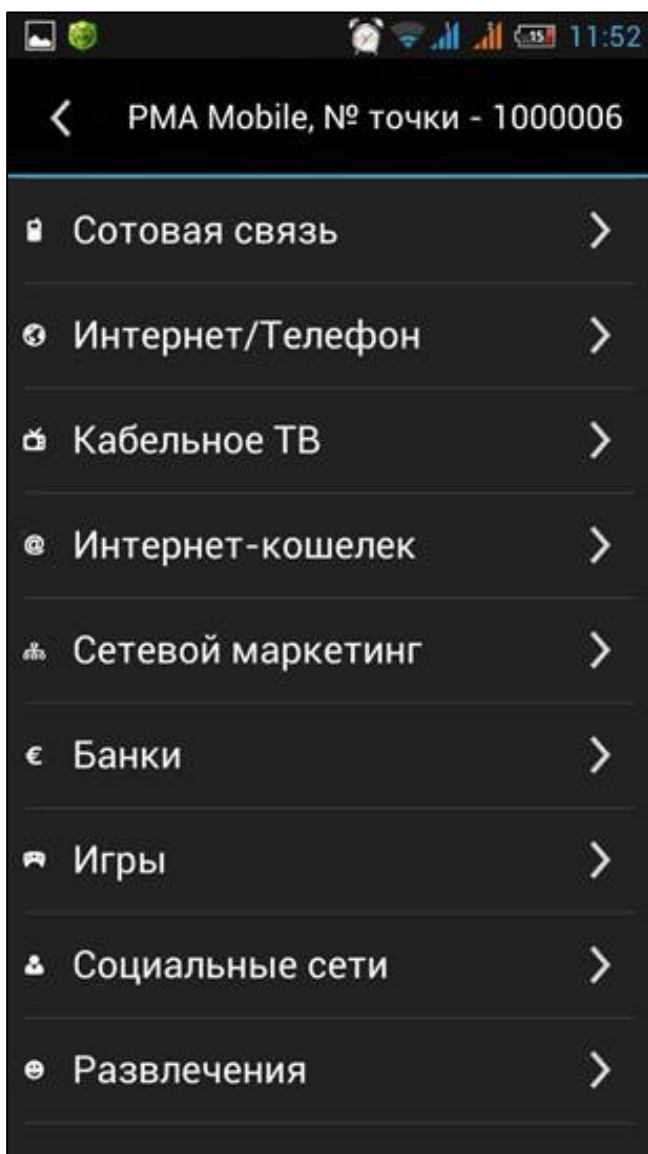 15 11:52
PMA Mobile, № точки - 1000006
Сотовая связь
Интернет/Телефон
Кабельное ТВ
Интернет-кошелек
Сетевой маркетинг
Банки
Игры
Социальные сети
Развлечения